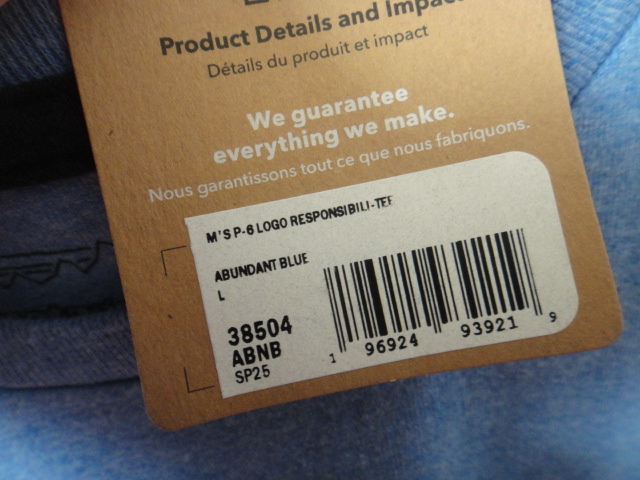 Product Details and Impact
Détails du produit et impact
We guarantee
everything we make.
Nous garantissons tout ce que nous fabriquons.
M'S P-6 LOGO RESPONSIBILI-TEE
ABUNDANT BLUE
L
38504
ABNB
SP25
1 96924 93921 9